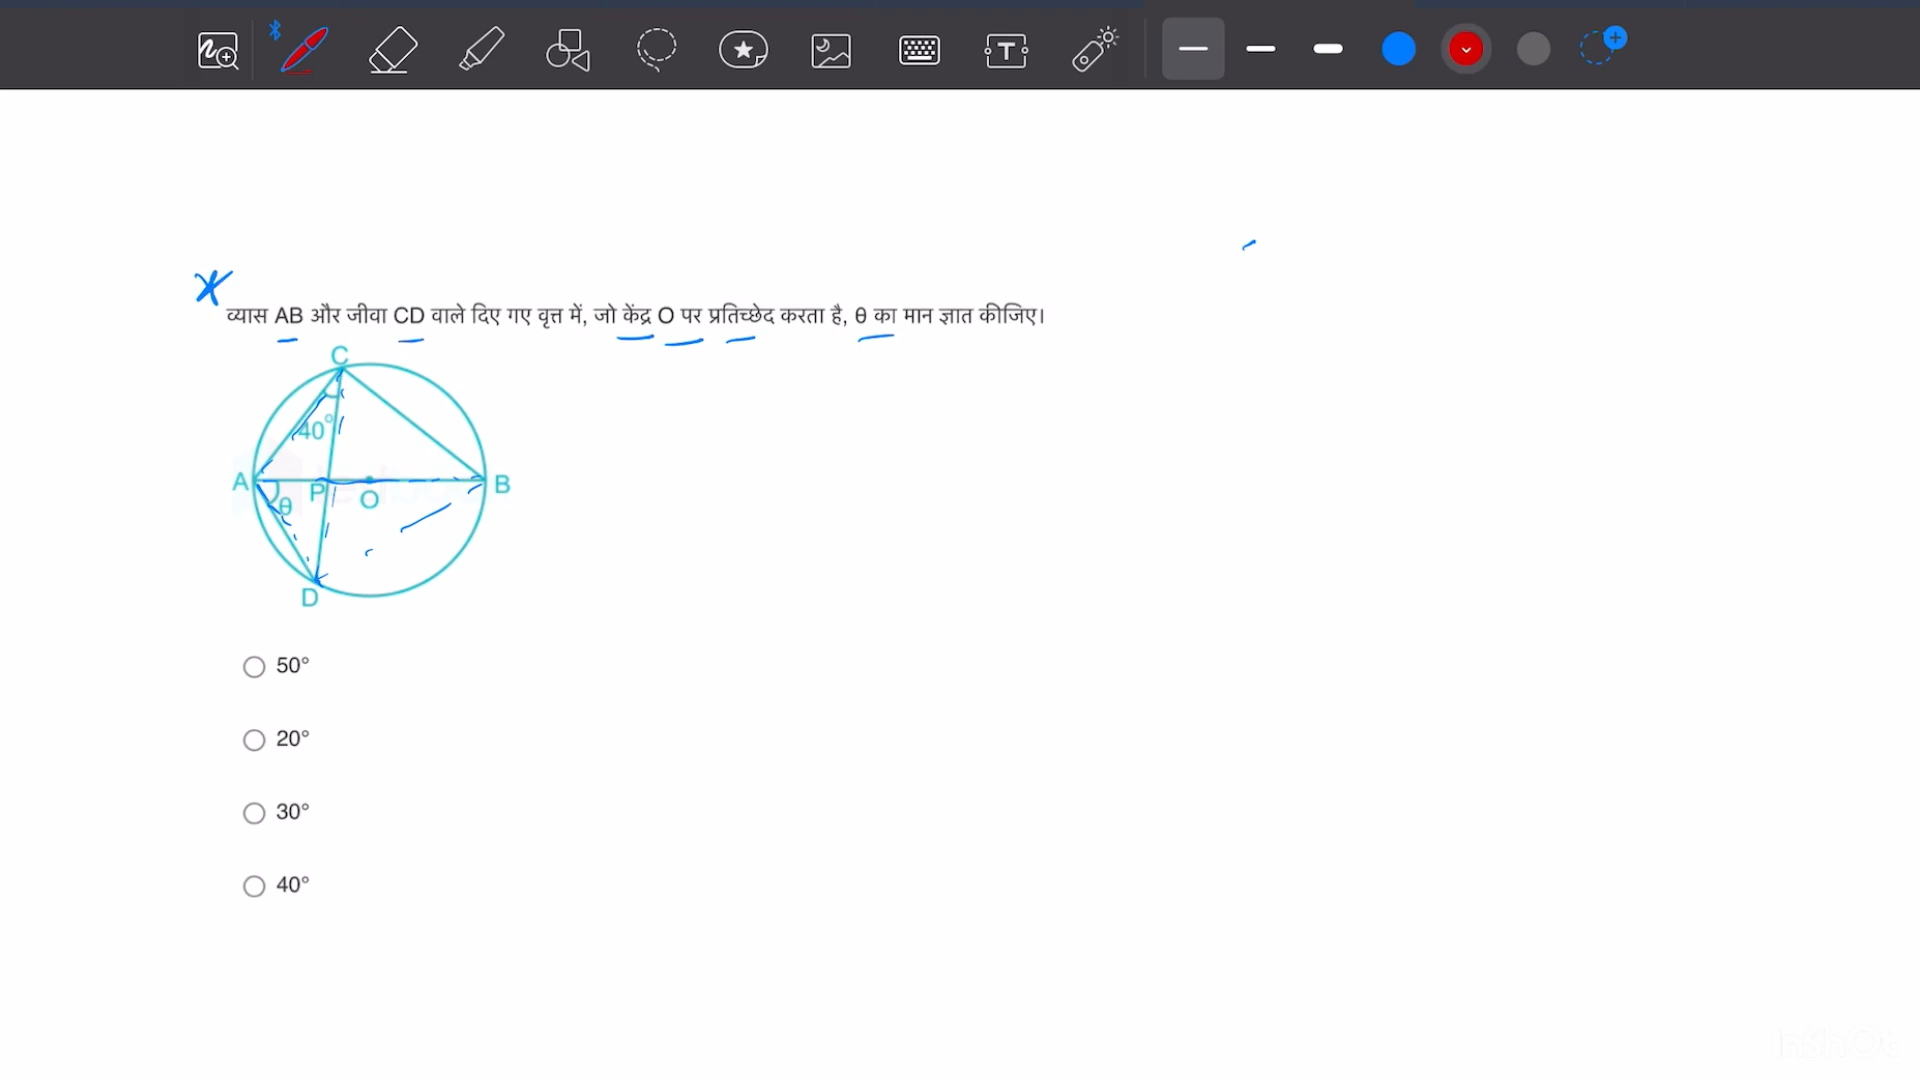 व्यास AB और जीवा CD वाले दिए गए वृत्त में, जो केंद्र O पर प्रतिच्छेद करता है, θ का मान ज्ञात कीजिए।
C
40°
A
P
O
B
θ
D
50°
20°
30°
40°